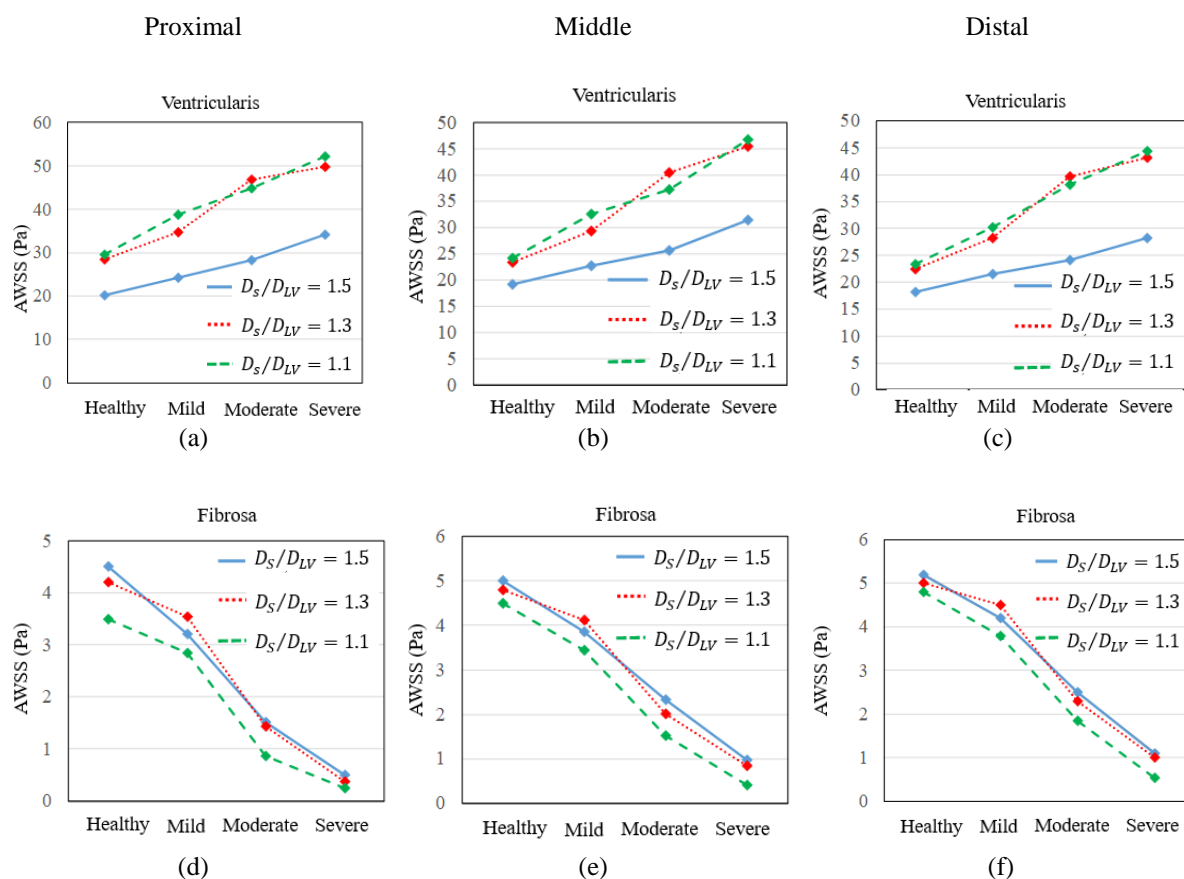 Proximal Middle Distal
Ventricularis
60
50
40
30
20
10
0
AWSS (Pa)
D_s/D_LV = 1.5
D_s/D_LV = 1.3
D_s/D_LV = 1.1
Healthy Mild Moderate Severe
(a)
Ventricularis
50
45
40
35
30
25
20
15
10
5
0
AWSS (Pa)
D_s/D_LV = 1.5
D_s/D_LV = 1.3
D_s/D_LV = 1.1
Healthy Mild Moderate Severe
(b)
Ventricularis
50
45
40
35
30
25
20
15
10
5
0
AWSS (Pa)
D_s/D_LV = 1.5
D_s/D_LV = 1.3
D_s/D_LV = 1.1
Healthy Mild Moderate Severe
(c)
Fibrosa
5
4
3
2
1
0
AWSS (Pa)
D_S/D_LV = 1.5
D_S/D_LV = 1.3
D_S/D_LV = 1.1
Healthy Mild Moderate Severe
(d)
Fibrosa
6
5
4
3
2
1
0
AWSS (Pa)
D_S/D_LV = 1.5
D_S/D_LV = 1.3
D_S/D_LV = 1.1
Healthy Mild Moderate Severe
(e)
Fibrosa
6
5
4
3
2
1
0
AWSS (Pa)
D_S/D_LV = 1.5
D_S/D_LV = 1.3
D_S/D_LV = 1.1
Healthy Mild Moderate Severe
(f)